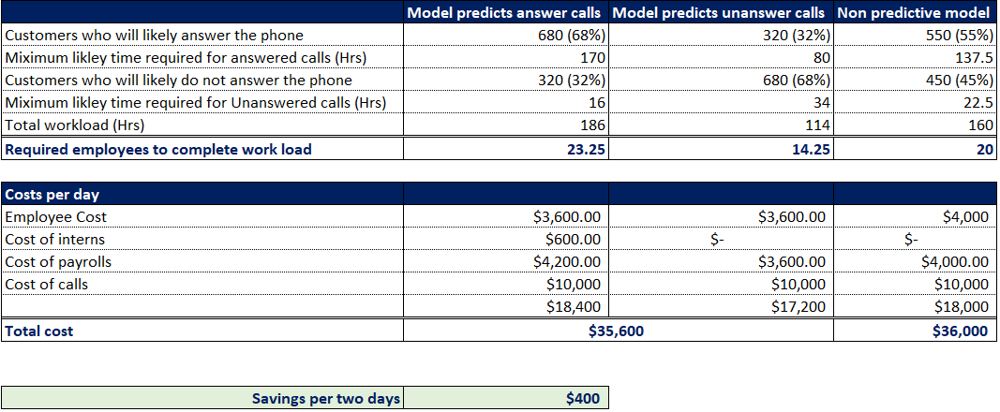 Model predicts answer calls Model predicts unanswer calls Non predictive model
Customers who will likely answer the phone 680 (68%) 320 (32%) 550 (55%)
Miximum likley time required for answered calls (Hrs) 170 80 137.5
Customers who will likely do not answer the phone 320 (32%) 680 (68%) 450 (45%)
Miximum likley time required for Unanswered calls (Hrs) 16 34 22.5
Total workload (Hrs) 186 114 160
Required employees to complete work load 23.25 14.25 20
Costs per day
Employee Cost $3,600.00 $3,600.00 $4,000
Cost of interns $600.00 $- $-
Cost of payrolls $4,200.00 $3,600.00 $4,000.00
Cost of calls $10,000 $10,000 $10,000
$18,400 $17,200 $18,000
Total cost $35,600 $36,000
Savings per two days $400